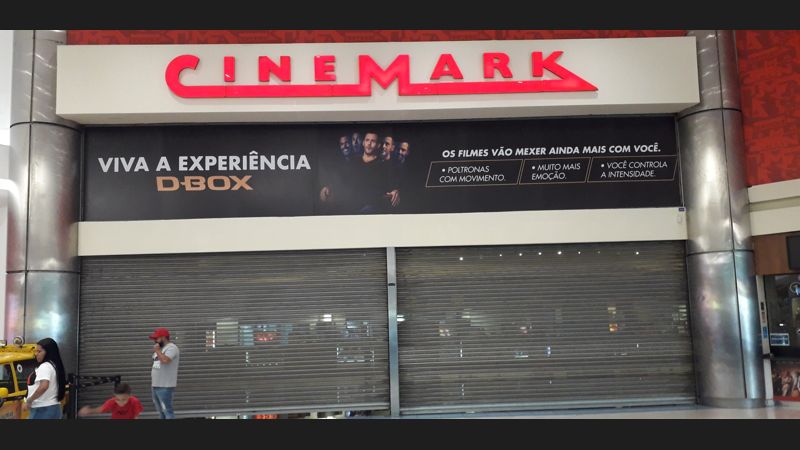 CINEMARK
VIVA A EXPERIÊNCIA
D-BOX
OS FILMES VÃO MEXER AINDA MAIS COM VOCÊ.
• POLTRONAS
COM MOVIMENTO.
• MUITO MAIS
EMOÇÃO.
• VOCÊ CONTROLA
A INTENSIDADE.